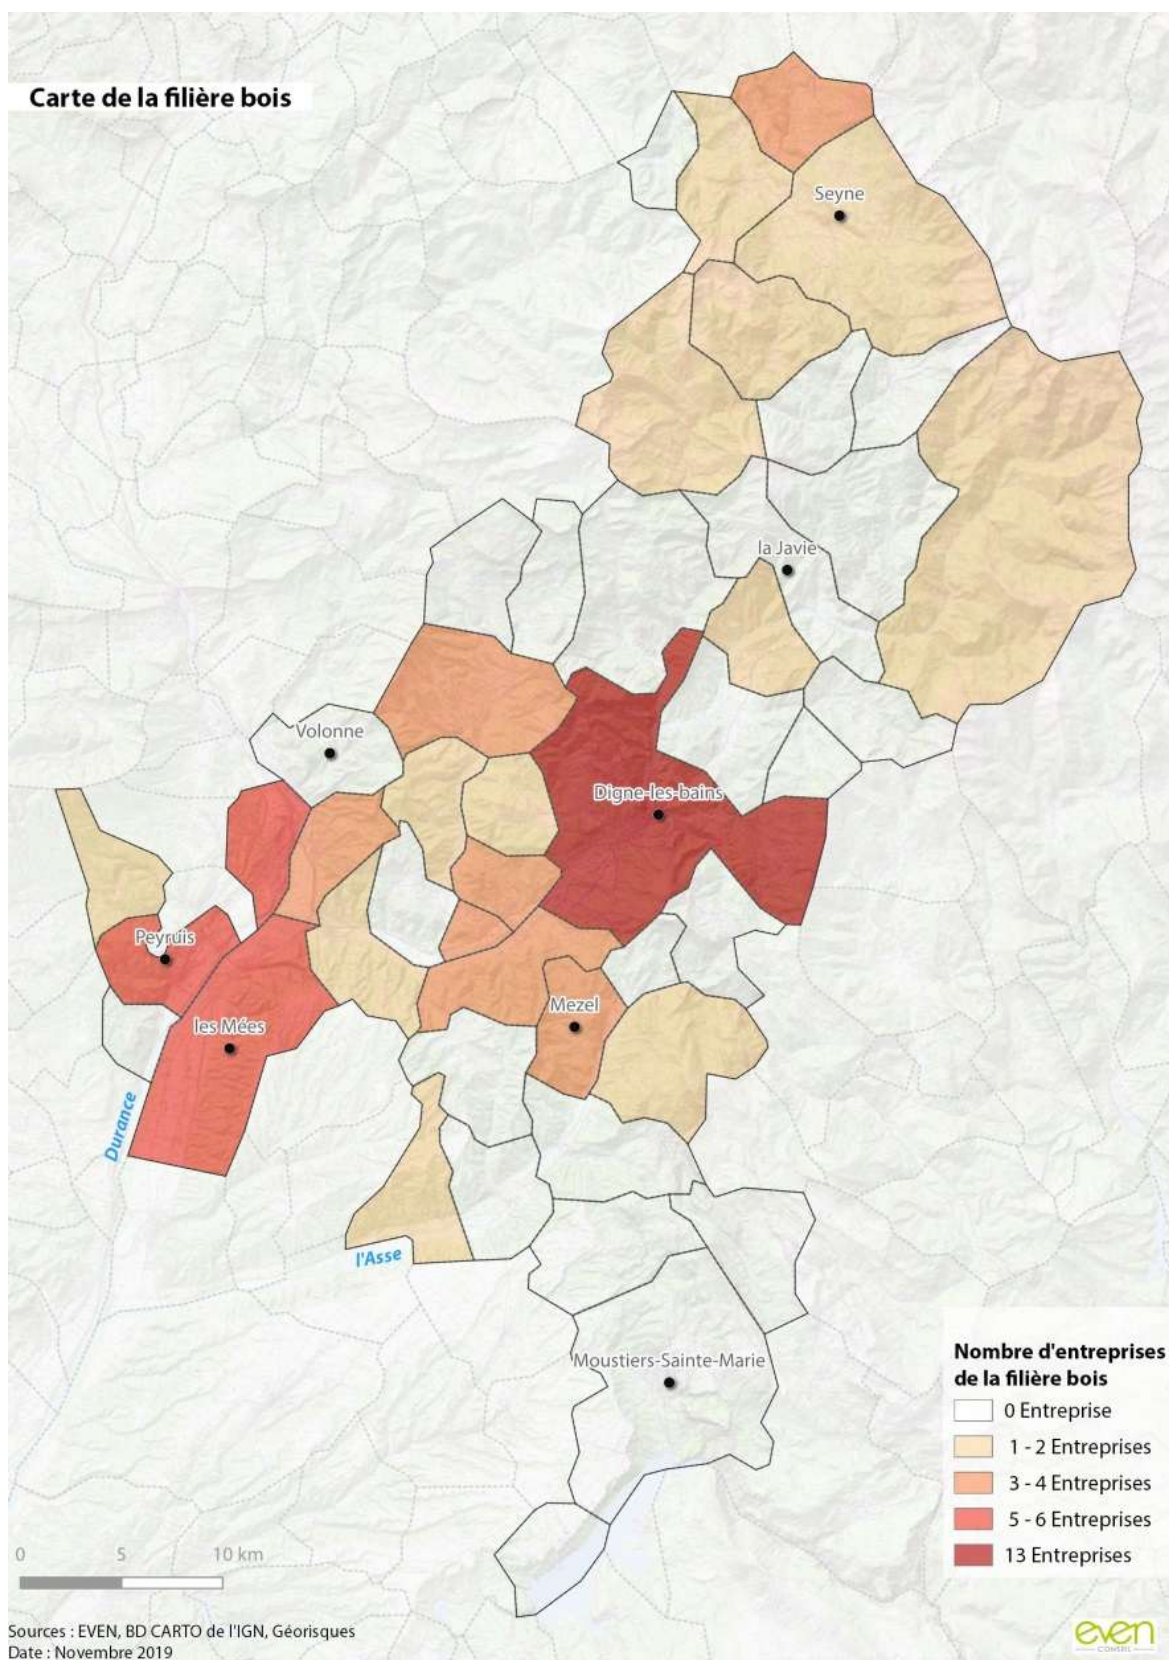 Carte de la filière bois
Seyne
la Javie
Volonne
Digne-les-bains
Peyruis
les Mées
Mezel
Durance
l'Asse
Moustiers-Sainte-Marie
Nombre d'entreprises
de la filière bois
0 Entreprise
1 - 2 Entreprises
3 - 4 Entreprises
5 - 6 Entreprises
13 Entreprises
0 5 10 km
Sources : EVEN, BD CARTO de l'IGN, Géorisques
Date : Novembre 2019
even
CONSEIL